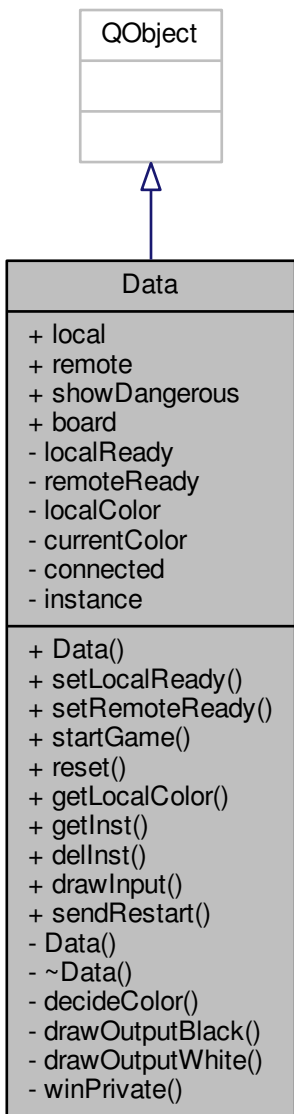 QObject
Data
+ local
+ remote
+ showDangerous
+ board
- localReady
- remoteReady
- localColor
- currentColor
- connected
- instance
+ Data()
+ setLocalReady()
+ setRemoteReady()
+ startGame()
+ reset()
+ getLocalColor()
+ getInst()
+ delInst()
+ drawInput()
+ sendRestart()
- Data()
- ~Data()
- decideColor()
- drawOutputBlack()
- drawOutputWhite()
- winPrivate()